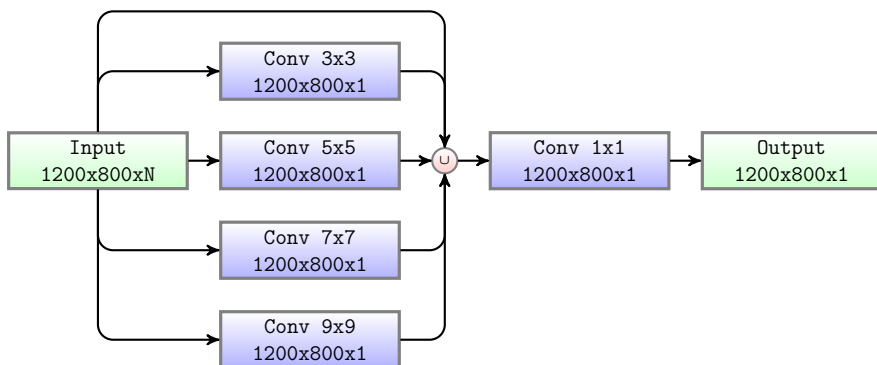 Conv 3x3
1200x800x1
Input
1200x800xN
Conv 5x5
1200x800x1
∪
Conv 1x1
1200x800x1
Output
1200x800x1
Conv 7x7
1200x800x1
Conv 9x9
1200x800x1